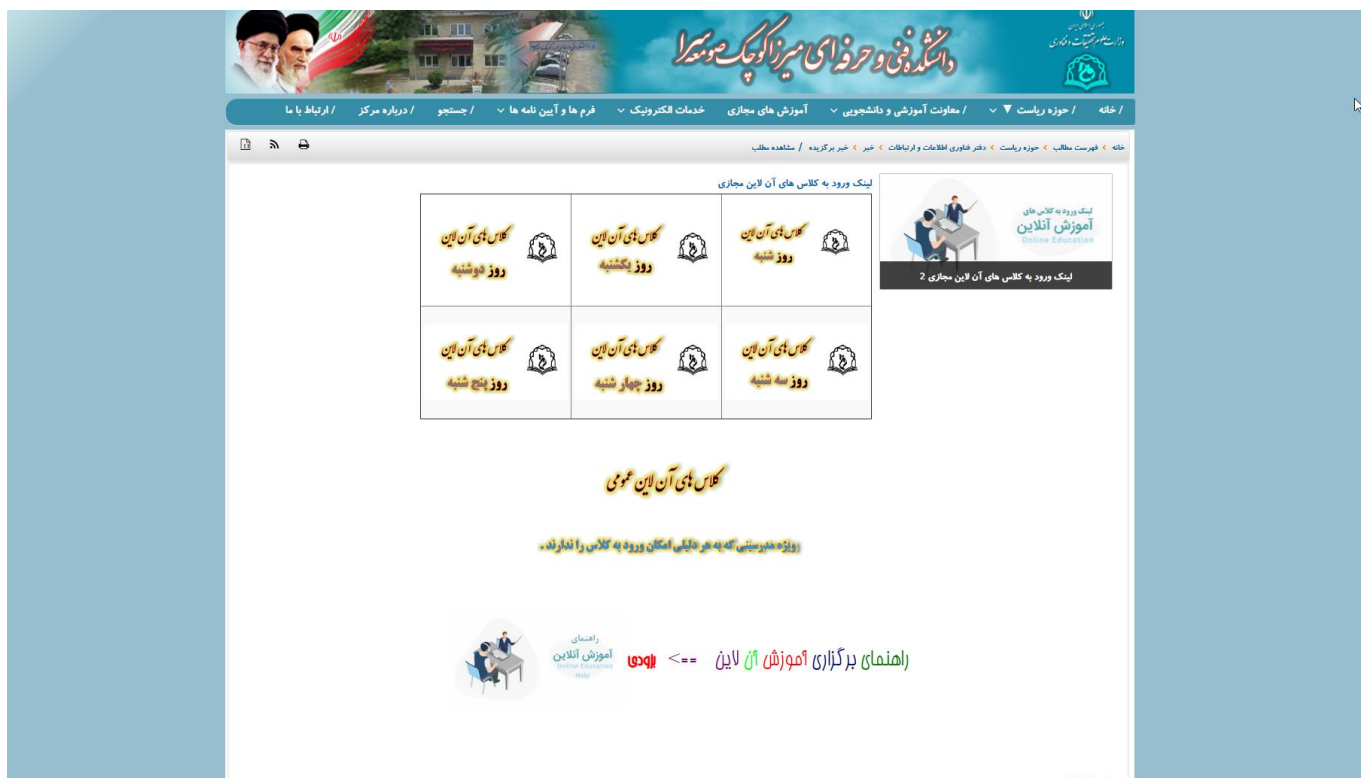 جمهوری اسلامی ایران
وزارت علوم تحقیقات و فناوری
دانشکده فنی و حرفه ای میرزا کوچک صومعه سرا
/ خانه / حوزه ریاست ▼ / معاونت آموزشی و دانشجویی آموزش های مجازی خدمات الکترونیک فرم ها و آیین نامه ها / جستجو / درباره مرکز / ارتباط با ما
خانه › فهرست مطالب › حوزه ریاست › دفتر فناوری اطلاعات و ارتباطات › خبر › خبر برگزیده / مشاهده مطلب
لینک ورود به کلاس های
آموزش آنلاین
Online Education
لینک ورود به کلاس های آن لاین مجازی 2
لینک ورود به کلاس های آن لاین مجازی
کلاس های آن لاین
روز شنبه
کلاس های آن لاین
روز یکشنبه
کلاس های آن لاین
روز دوشنبه
کلاس های آن لاین
روز سه شنبه
کلاس های آن لاین
روز چهار شنبه
کلاس های آن لاین
روز پنج شنبه
کلاس های آن لاین عمومی
ویژه مدرسینی که به هر دلیلی امکان ورود به کلاس را ندارند .
راهنمای برگزاری آموزش آن لاین ==> بزودی
راهنمای
آموزش آنلاین
Online Education
Help